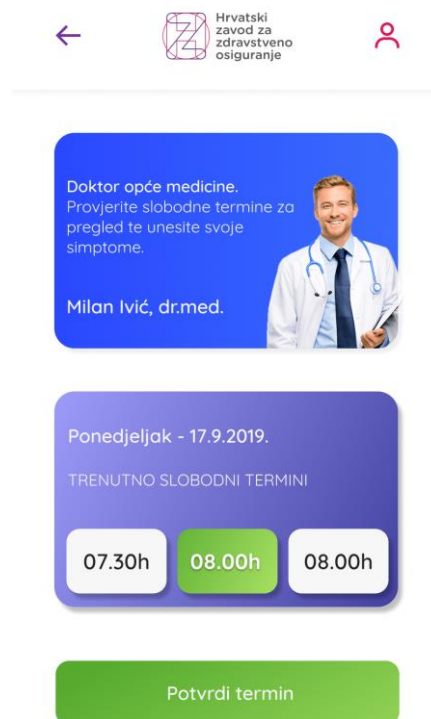 Hrvatski
zavod za
zdravstveno
osiguranje
Doktor opće medicine.
Provjerite slobodne termine za
pregled te unesite svoje
simptome.
Milan Ivić, dr.med.
Ponedjeljak - 17.9.2019.
TRENUTNO SLOBODNI TERMINI
07.30h 08.00h 08.00h
Potvrdi termin